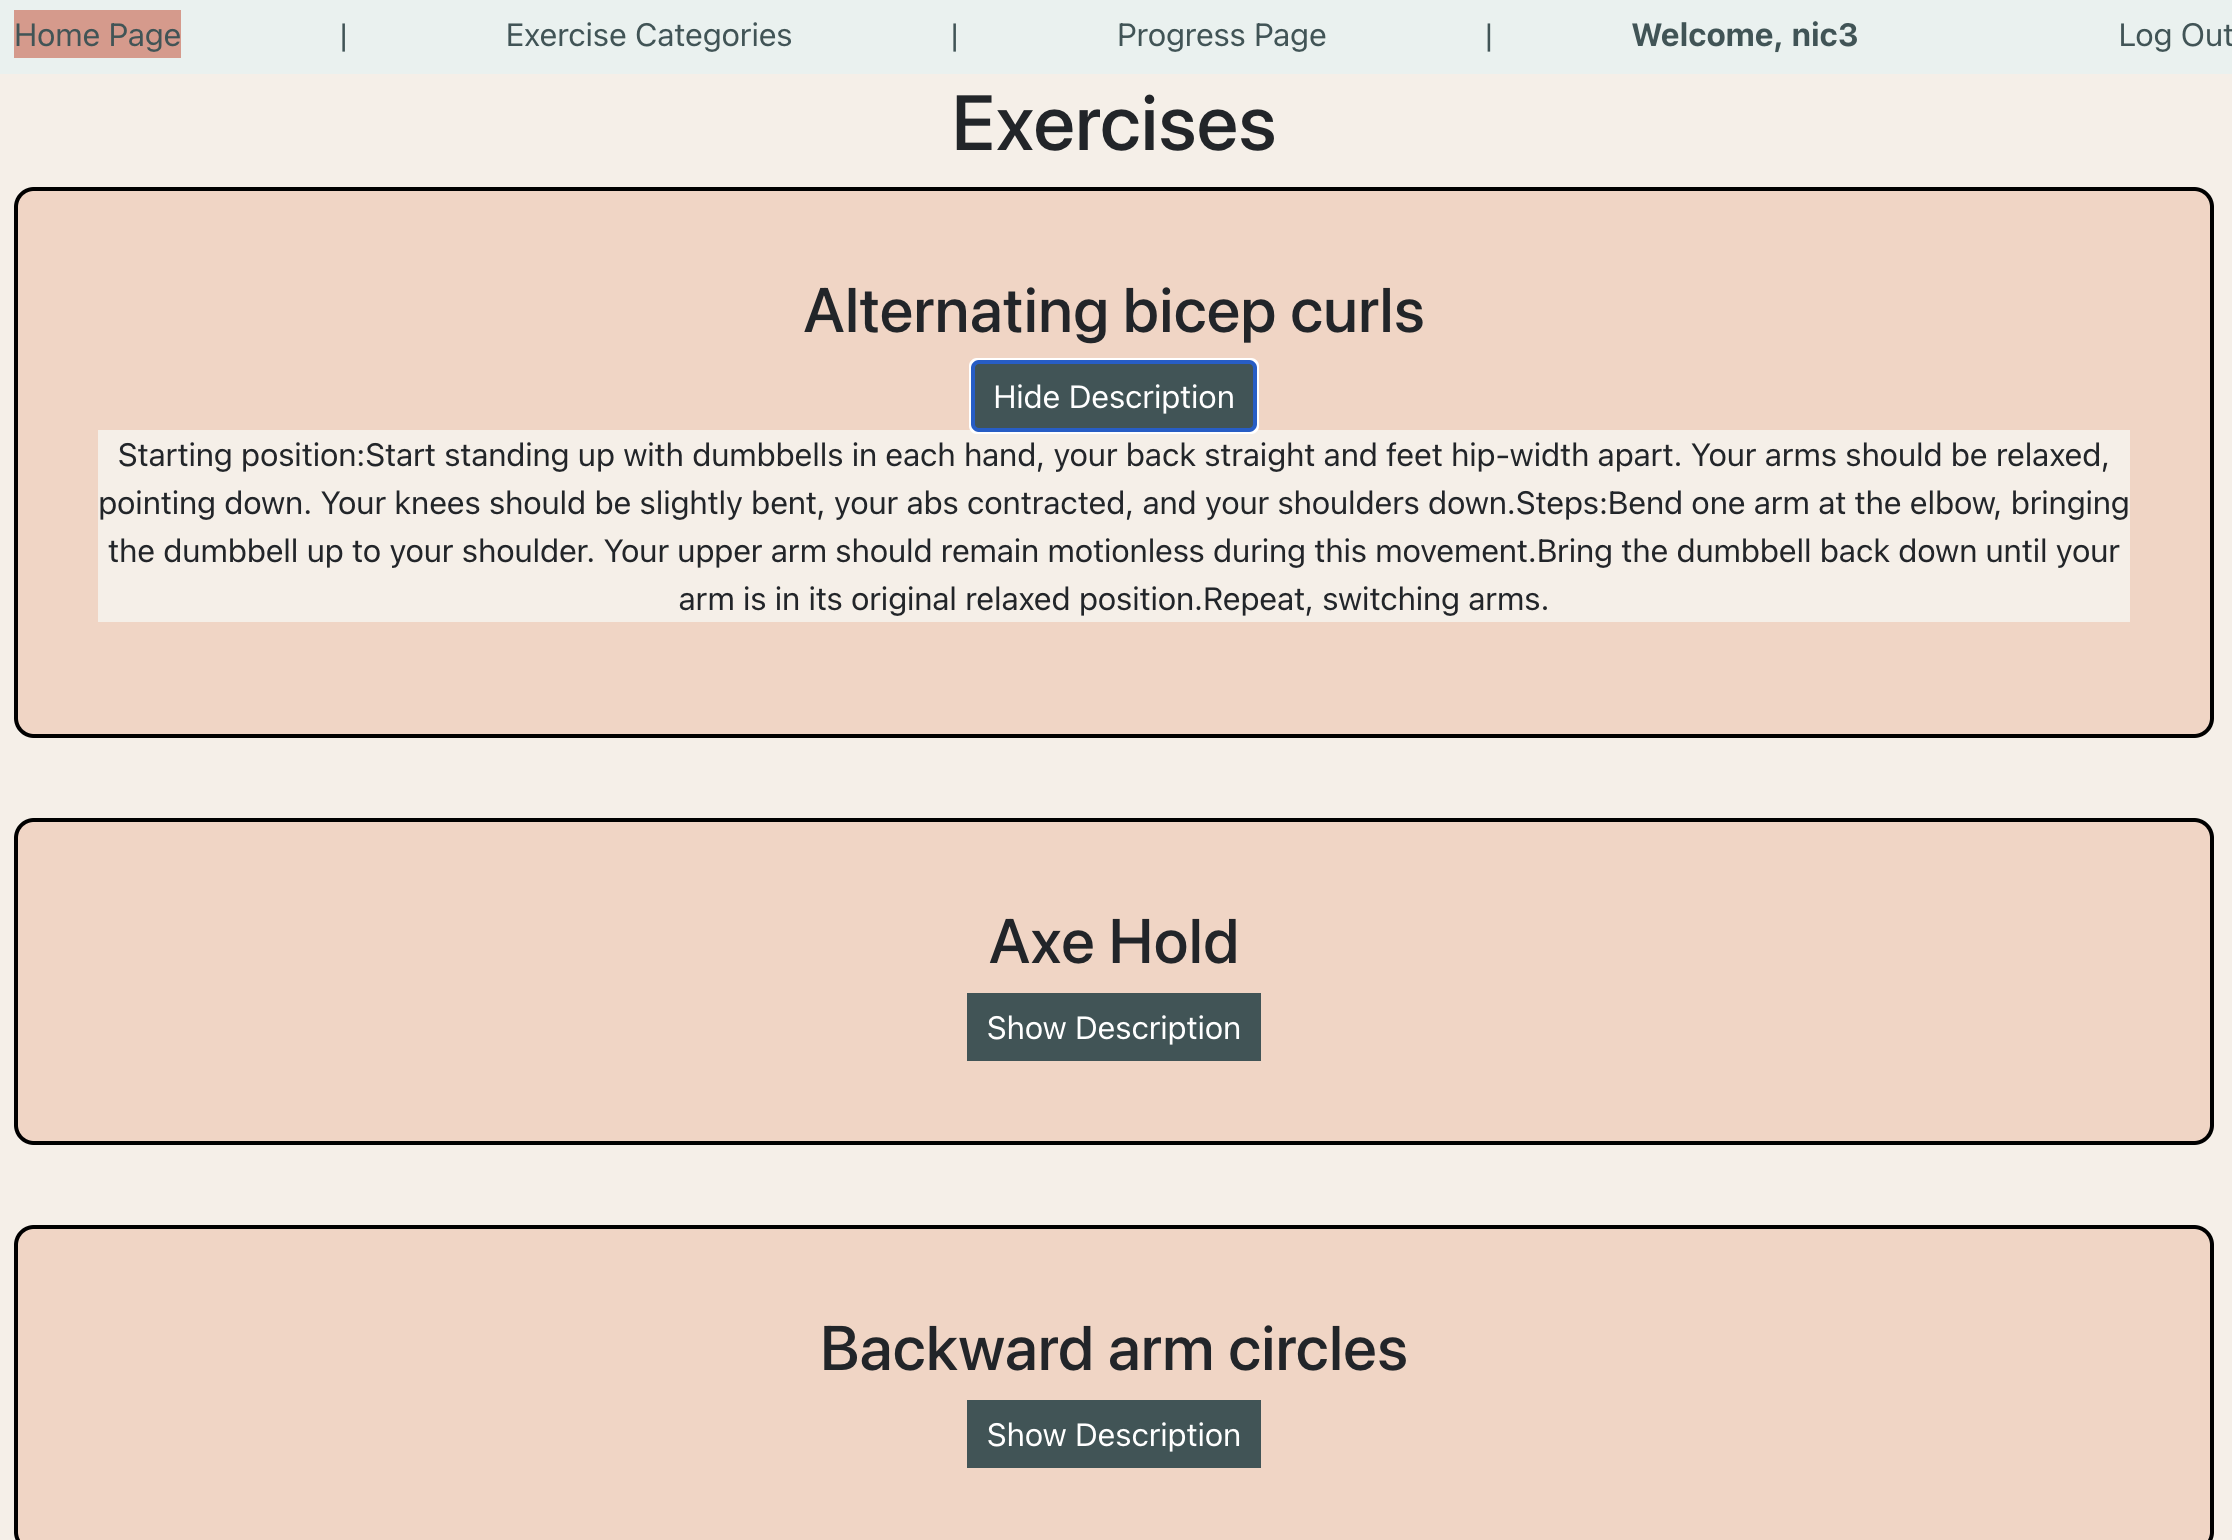 Home Page | Exercise Categories | Progress Page | Welcome, nic3 Log Out
Exercises
Alternating bicep curls
Hide Description
Starting position:Start standing up with dumbbells in each hand, your back straight and feet hip-width apart. Your arms should be relaxed,
pointing down. Your knees should be slightly bent, your abs contracted, and your shoulders down.Steps:Bend one arm at the elbow, bringing
the dumbbell up to your shoulder. Your upper arm should remain motionless during this movement.Bring the dumbbell back down until your
arm is in its original relaxed position.Repeat, switching arms.
Axe Hold
Show Description
Backward arm circles
Show Description